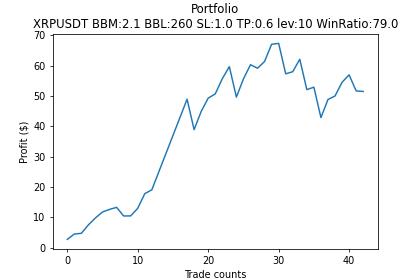 Portfolio
XRPUSDT BBM:2.1 BBL:260 SL:1.0 TP:0.6 lev:10 WinRatio:79.0
70
60
50
40
30
20
10
0
Profit ($)
0 10 20 30 40
Trade counts